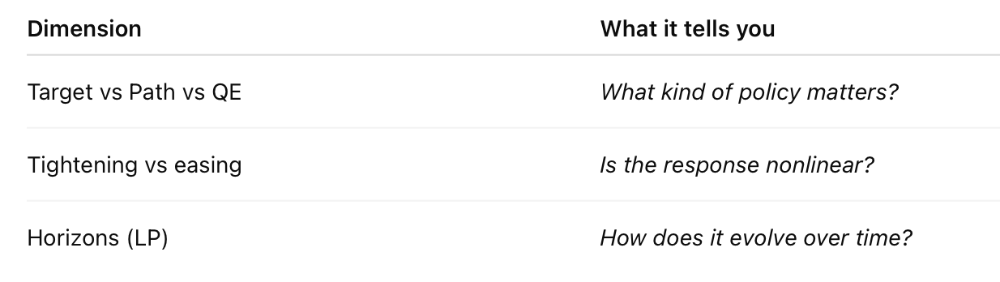 Dimension What it tells you
Target vs Path vs QE What kind of policy matters?
Tightening vs easing Is the response nonlinear?
Horizons (LP) How does it evolve over time?